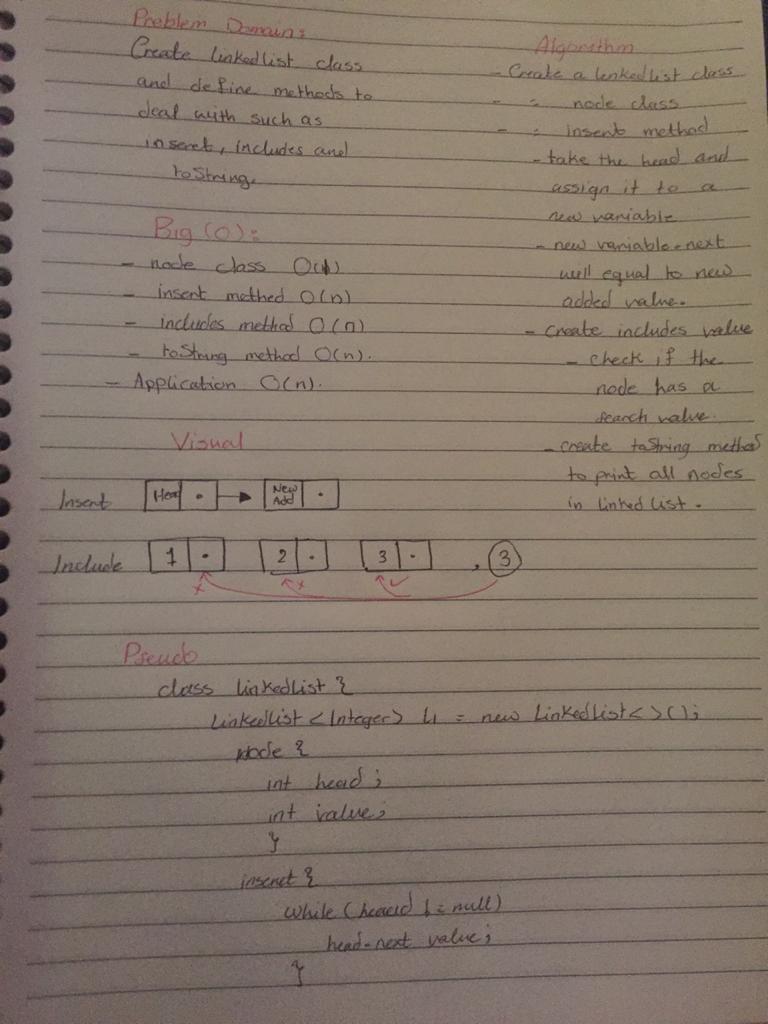 Problem Domain:
Create linkedlist class
and define methods to
deal with such as
inseret, includes and
toString.
Big (O):
- node class O(1)
- insert method O(n)
- includes method O(n)
- toString method O(n).
- Application O(n).
Algorithm
- Create a linkedlist class
- = node class
- = insert method
- take the head and
assign it to a
new variable
- new variable.next
will equal to new
added value.
- create includes value
- check if the
node has a
search value.
- create toString method
to print all nodes
in linked list.
Visual
Insert Head · New Add ·
Include 1 · 2 · 3 · , 3
Pseudo
class linkedlist {
LinkedList <Integer> L1 = new LinkedList< >();
Node {
int head;
int value;
}
inseret {
while ( != null)
head.next value;
}